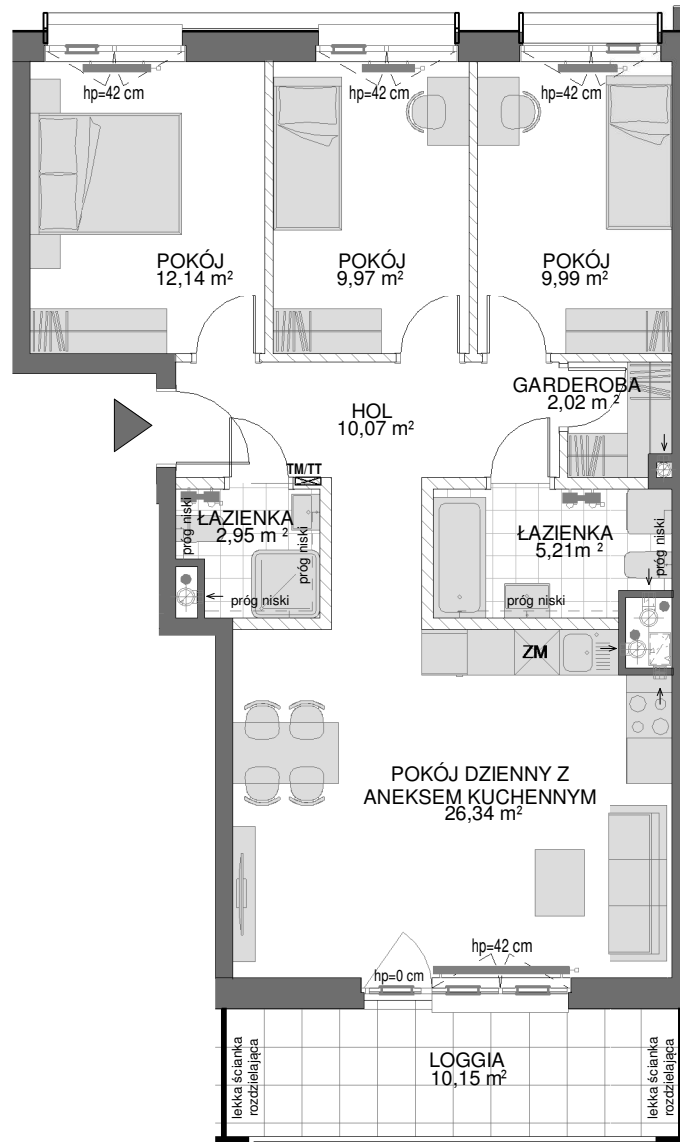 hp=42 cm
hp=42 cm
hp=42 cm
POKÓJ
12,14 m²
POKÓJ
9,97 m²
POKÓJ
9,99 m²
GARDEROBA
2,02 m²
HOL
10,07 m²
TM/TT
ŁAZIENKA
2,95 m²
próg niski
próg niski
próg niski
ŁAZIENKA
5,21m²
próg niski
próg niski
ZM
POKÓJ DZIENNY Z
ANEKSEM KUCHENNYM
26,34 m²
hp=42 cm
hp=0 cm
LOGGIA
10,15 m²
lekka ścianka
rozdzielająca
lekka ścianka
rozdzielająca